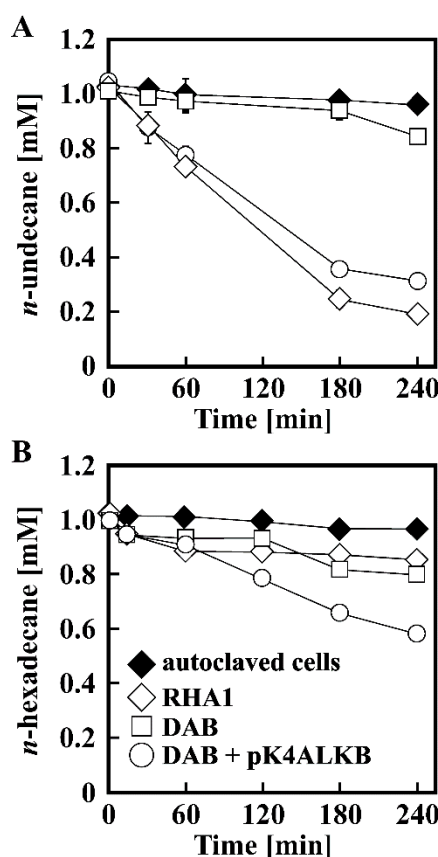 A
n-undecane [mM]
1.2
1.0
0.8
0.6
0.4
0.2
0
0 60 120 180 240
Time [min]
B
n-hexadecane [mM]
1.2
1.0
0.8
0.6
0.4
0.2
0
autoclaved cells
RHA1
DAB
DAB + pK4ALKB
0 60 120 180 240
Time [min]